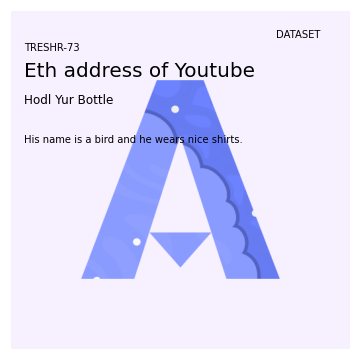 DATASET
TRESHR-73
Eth address of Youtube
Hodl Yur Bottle
His name is a bird and he wears nice shirts.